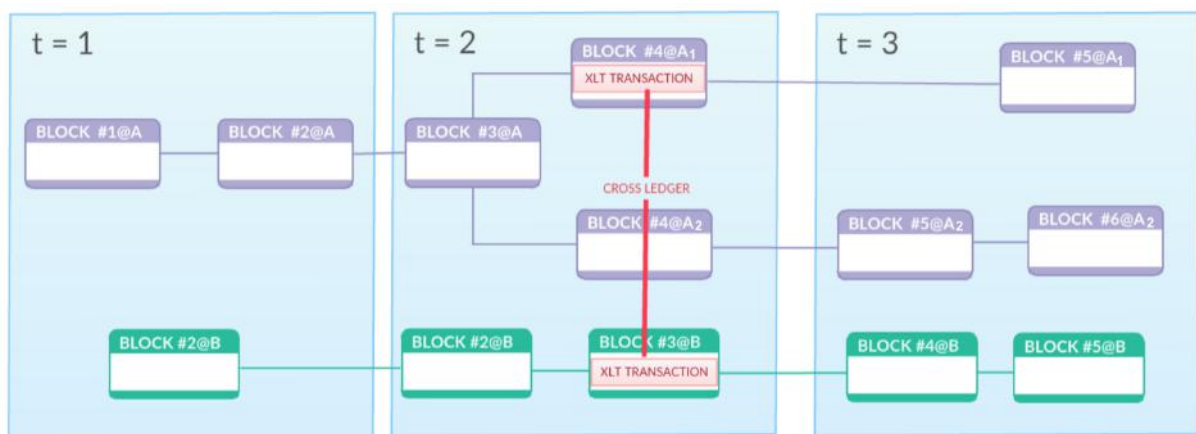 t = 1
t = 2
t = 3
BLOCK #4@A₁
XLT TRANSACTION
BLOCK #5@A₁
BLOCK #1@A
BLOCK #2@A
BLOCK #3@A
CROSS LEDGER
BLOCK #4@A₂
BLOCK #5@A₂
BLOCK #6@A₂
BLOCK #2@B
BLOCK #2@B
BLOCK #3@B
XLT TRANSACTION
BLOCK #4@B
BLOCK #5@B